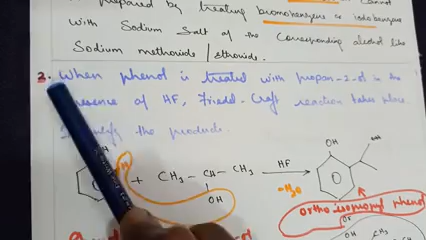 prepared by treating bromobenzene or iodobenzene
with Sodium Salt of the Corresponding alcohol like
Sodium methoxide / ethoxide.
2. When phenol is treated with propan-2-ol in the
presence of HF, Friedel-Craft reaction takes place.
the product.
OH
+ CH₃ - CH - CH₃ HF
OH
-H₂O
OH
ortho isopropyl phenol
or